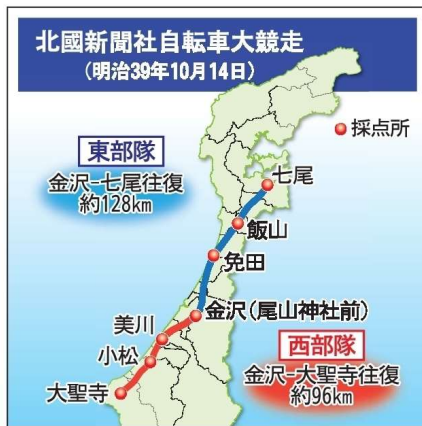 北國新聞社自転車大競走
（明治39年10月14日）
採点所
東部隊
金沢-七尾往復
約128km
七尾
飯山
免田
金沢（尾山神社前）
美川
小松
大聖寺
西部隊
金沢-大聖寺往復
約96km